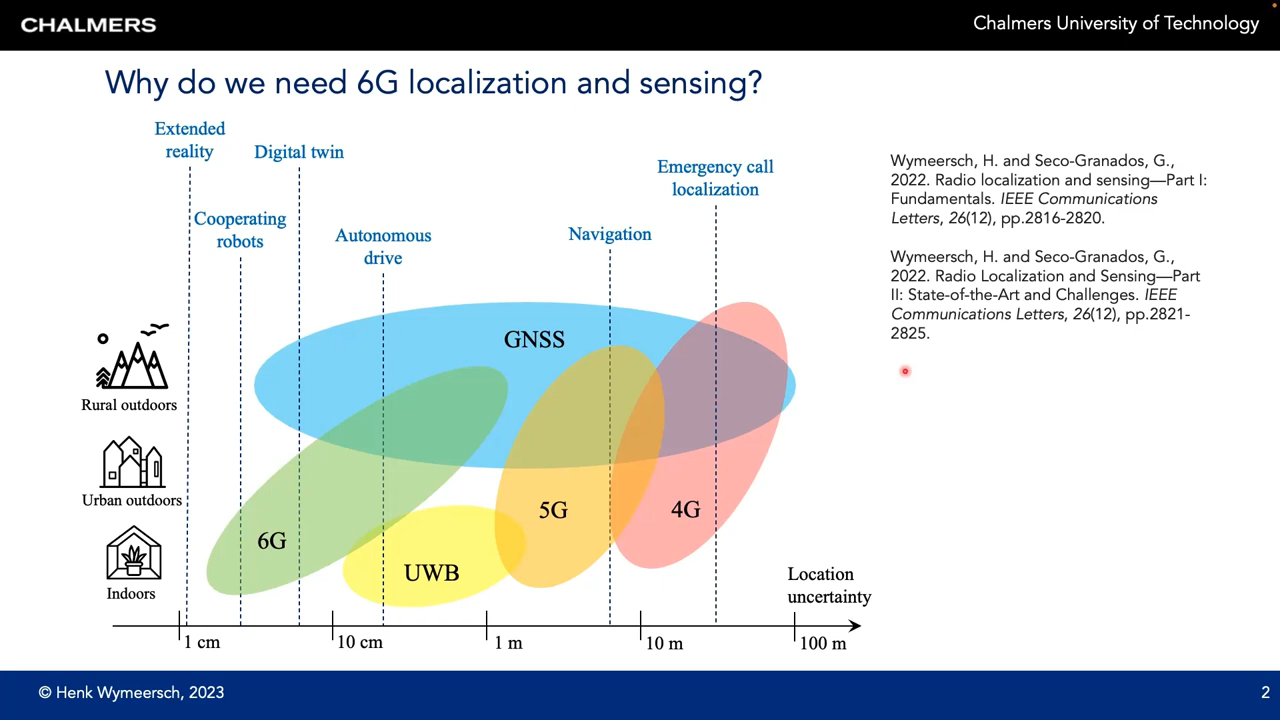 CHALMERS
Chalmers University of Technology
Why do we need 6G localization and sensing?
Extended
reality
Digital twin
Emergency call
localization
Cooperating
robots
Autonomous
drive
Navigation
Wymeersch, H. and Seco-Granados, G.,
2022. Radio localization and sensing—Part I:
Fundamentals. IEEE Communications
Letters, 26(12), pp.2816-2820.
Wymeersch, H. and Seco-Granados, G.,
2022. Radio Localization and Sensing—Part
II: State-of-the-Art and Challenges. IEEE
Communications Letters, 26(12), pp.2821-
2825.
GNSS
Rural outdoors
Urban outdoors
5G
4G
6G
UWB
Indoors
Location
uncertainty
1 cm
10 cm
1 m
10 m
100 m
© Henk Wymeersch, 2023
2